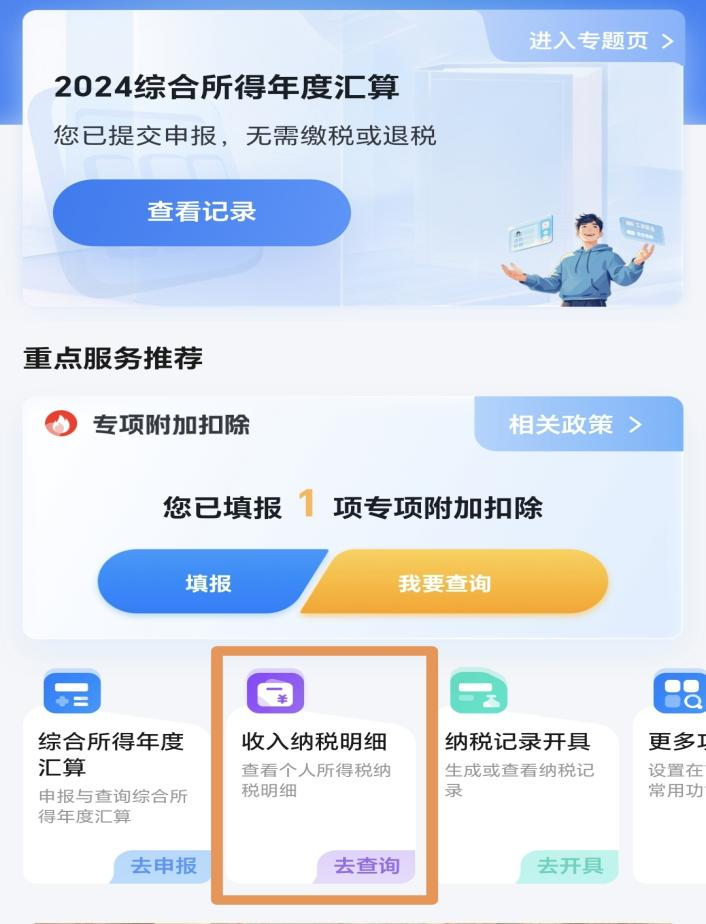 进入专题页 >
2024综合所得年度汇算
您已提交申报，无需缴税或退税
查看记录
重点服务推荐
专项附加扣除
相关政策 >
您已填报 1 项专项附加扣除
填报
我要查询
综合所得年度
汇算
申报与查询综合所
得年度汇算
去申报
收入纳税明细
查看个人所得税纳
税明细
去查询
纳税记录开具
生成或查看纳税记
录
去开具
更多
设置在
常用功